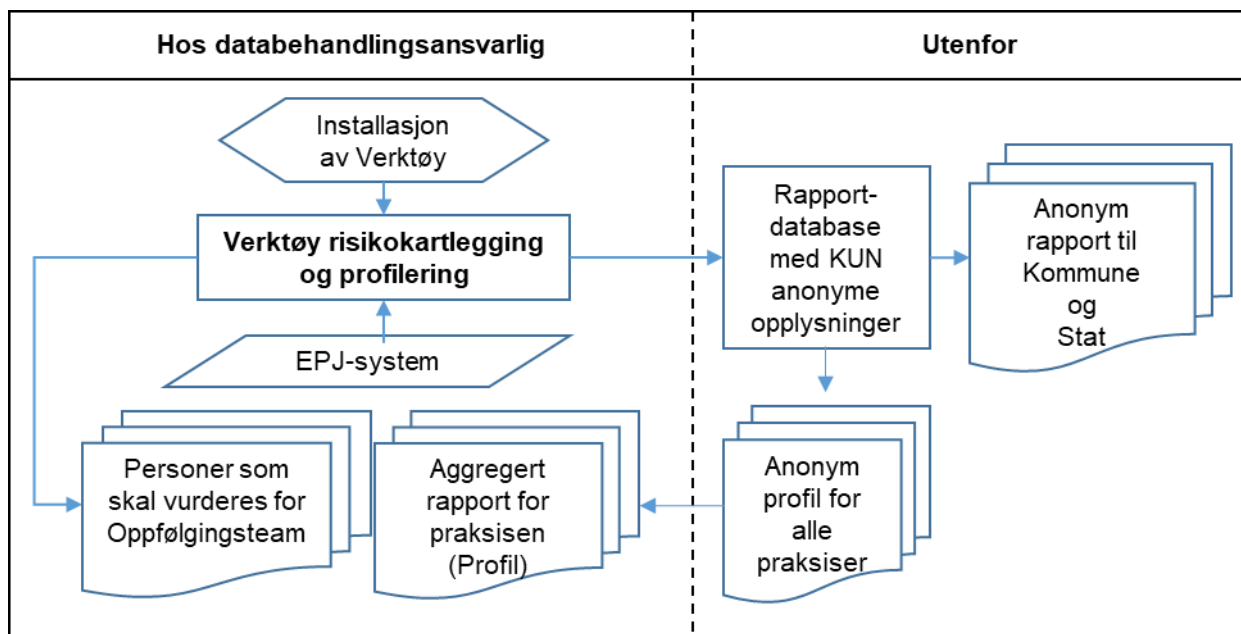 Hos databehandlingsansvarlig
Utenfor
Installasjon
av Verktøy
Verktøy risikokartlegging
og profilering
EPJ-system
Personer som
skal vurderes for
Oppfølgingsteam
Aggregert
rapport for
praksisen
(Profil)
Rapport-
database
med KUN
anonyme
opplysninger
Anonym
rapport til
Kommune
og
Stat
Anonym
profil for
alle
praksiser